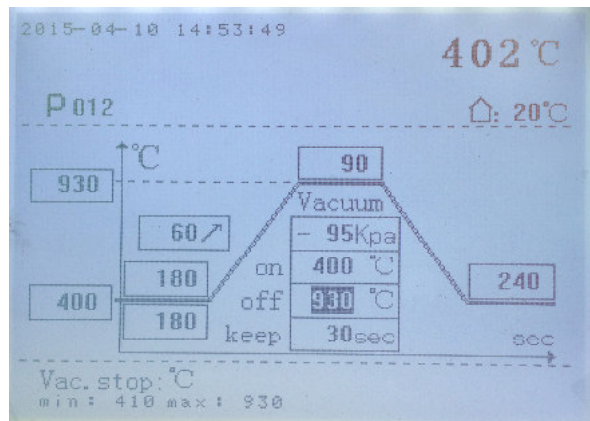 2015-04-10 14:53:49
402℃
P 012
: 20℃
℃
90
930
Vacuum
60
- 95Kpa
180
on 400 ℃
240
400
off 930 ℃
180
keep 30sec
sec
Vac. stop: ℃
min: 410 max: 930